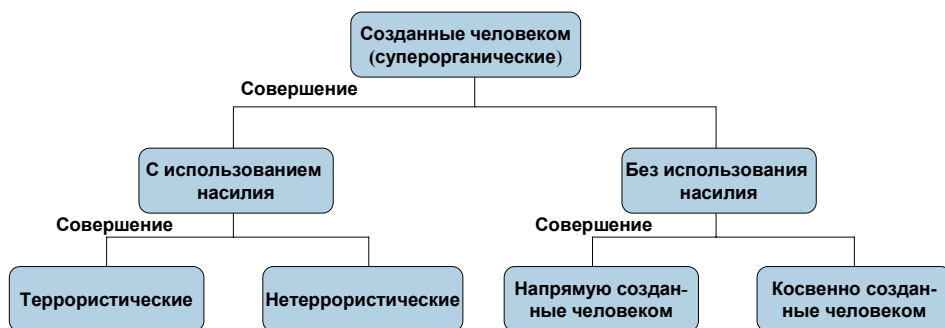 Созданные человеком
(суперорганические)
Совершение
С использованием
насилия
Без использования
насилия
Совершение
Совершение
Террористические
Нетеррористические
Напрямую создан-
ные человеком
Косвенно создан-
ные человеком